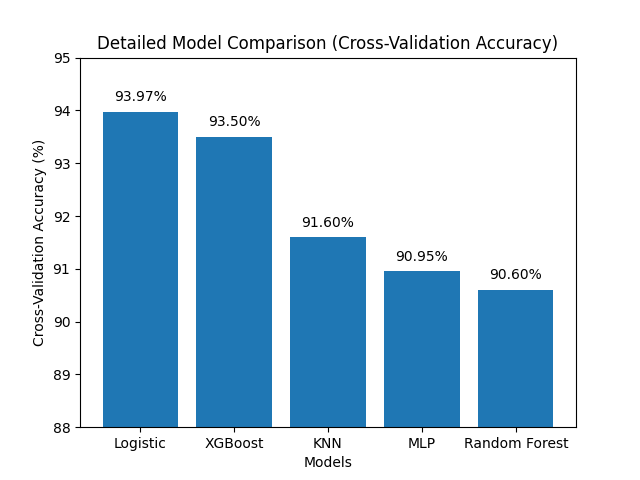 Detailed Model Comparison (Cross-Validation Accuracy)
Cross-Validation Accuracy (%)
95
94
93
92
91
90
89
88
93.97%
93.50%
91.60%
90.95%
90.60%
Logistic
XGBoost
KNN
MLP
Random Forest
Models